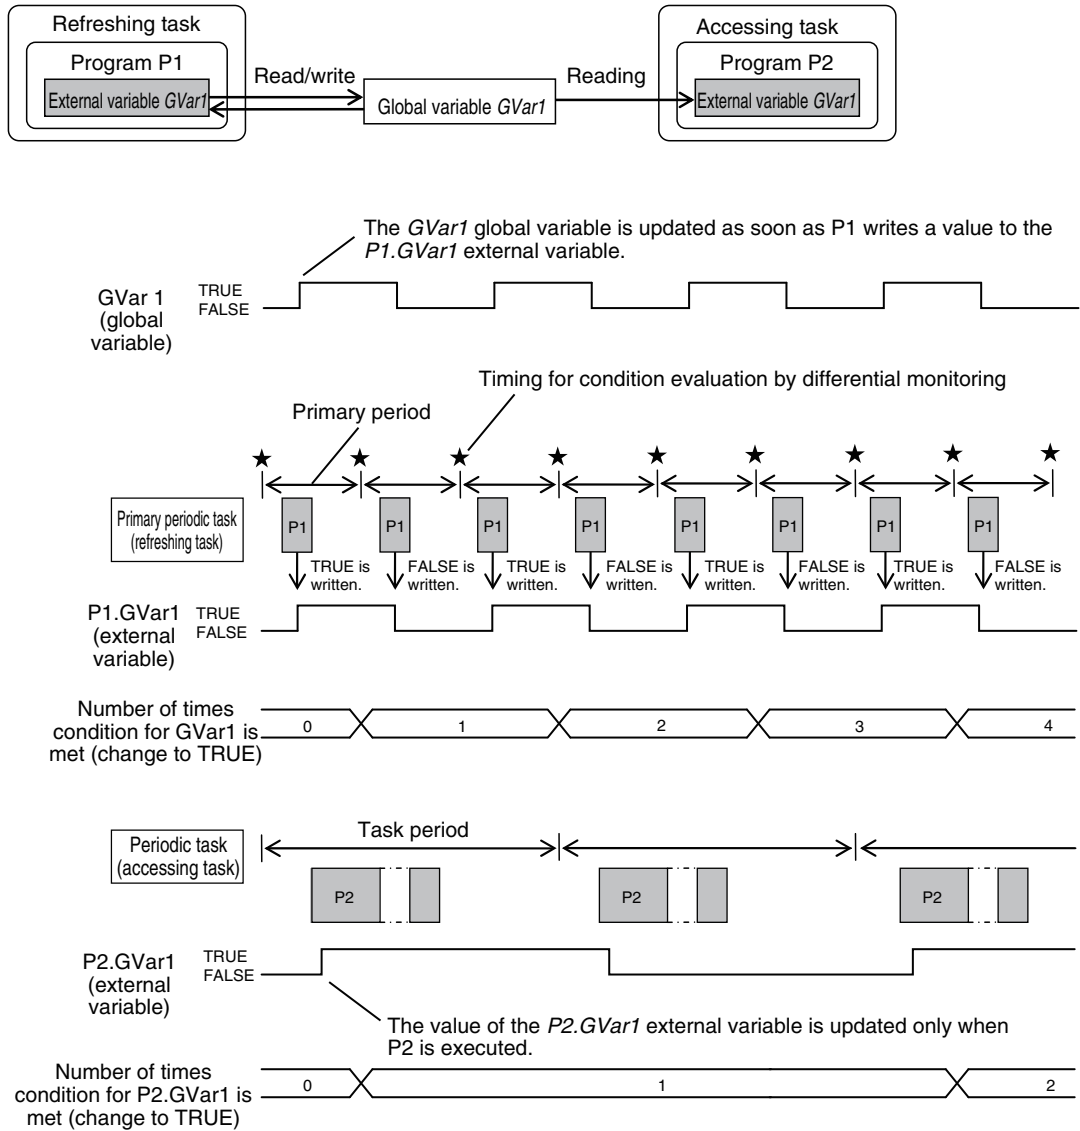 Refreshing task
Program P1
External variable GVar1
Read/write
Global variable GVar1
Reading
Accessing task
Program P2
External variable GVar1
The GVar1 global variable is updated as soon as P1 writes a value to the
P1.GVar1 external variable.
GVar 1
(global
variable)
TRUE
FALSE
Timing for condition evaluation by differential monitoring
Primary period
★ ★ ★ ★ ★ ★ ★ ★ ★
Primary periodic task
(refreshing task)
P1 P1 P1 P1 P1 P1 P1 P1
TRUE is
written.
FALSE is
written.
TRUE is
written.
FALSE is
written.
TRUE is
written.
FALSE is
written.
TRUE is
written.
FALSE is
written.
P1.GVar1
(external
variable)
TRUE
FALSE
Number of times
condition for GVar1 is
met (change to TRUE)
0 1 2 3 4
Periodic task
(accessing task)
Task period
P2 P2 P2
P2.GVar1
(external
variable)
TRUE
FALSE
The value of the P2.GVar1 external variable is updated only when
P2 is executed.
Number of times
condition for P2.GVar1 is
met (change to TRUE)
0 1 2